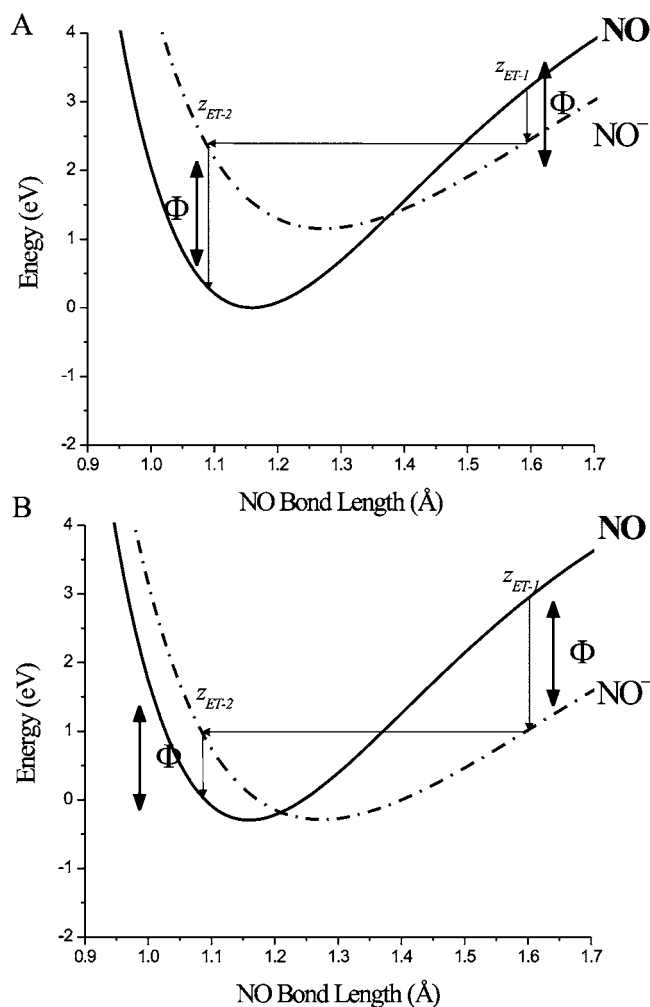 A
NO
z_ET-1
z_ET-2
Φ
NO⁻
Φ
Enegy (eV)
4
3
2
1
0
-1
-2
0.9 1.0 1.1 1.2 1.3 1.4 1.5 1.6 1.7
NO Bond Length (Å)
B
NO
z_ET-1
Φ
NO⁻
z_ET-2
Φ
Energy (eV)
4
3
2
1
0
-1
-2
0.9 1.0 1.1 1.2 1.3 1.4 1.5 1.6 1.7
NO Bond Length (Å)